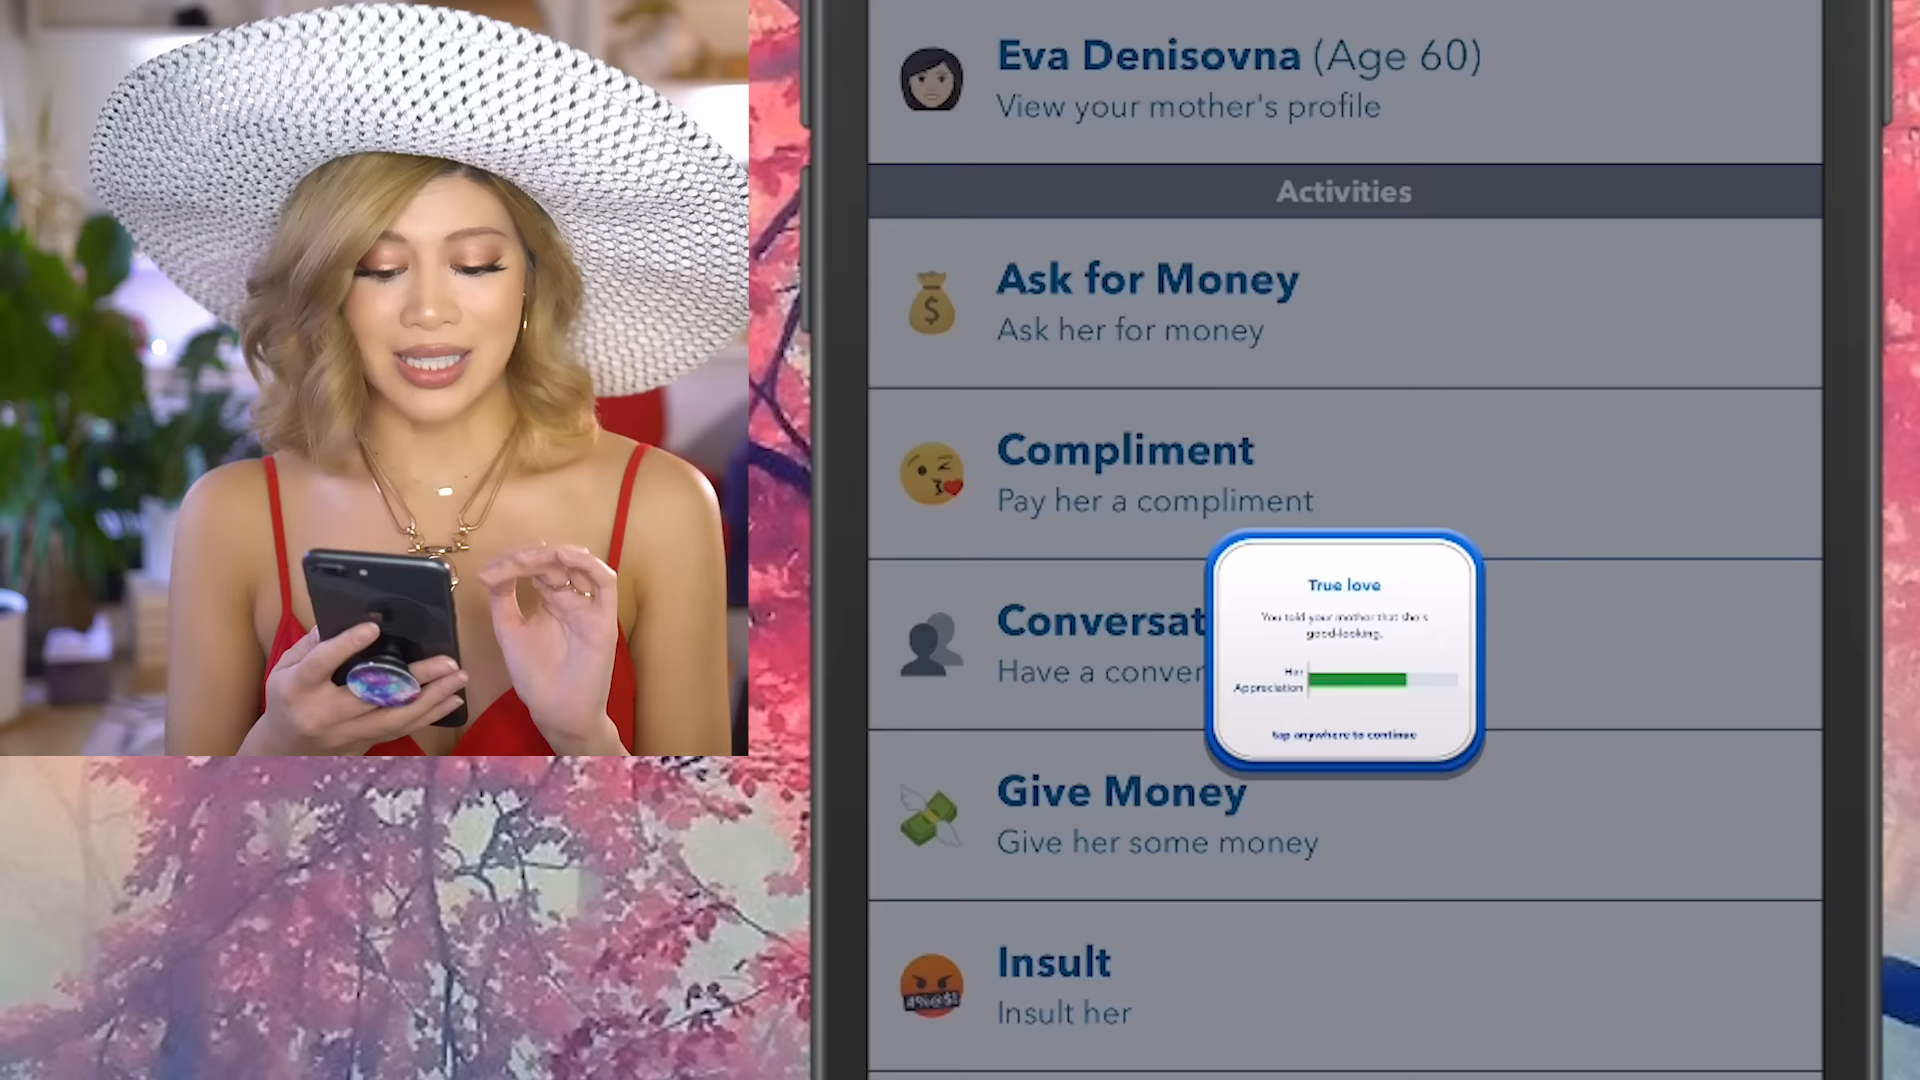 Eva Denisovna (Age 60)
View your mother's profile
Activities
Ask for Money
Ask her for money
Compliment
Pay her a compliment
Conversat
Have a conver
True love
You told your mother that she's
good-looking.
Her
Appreciation
tap anywhere to continue
Give Money
Give her some money
Insult
Insult her